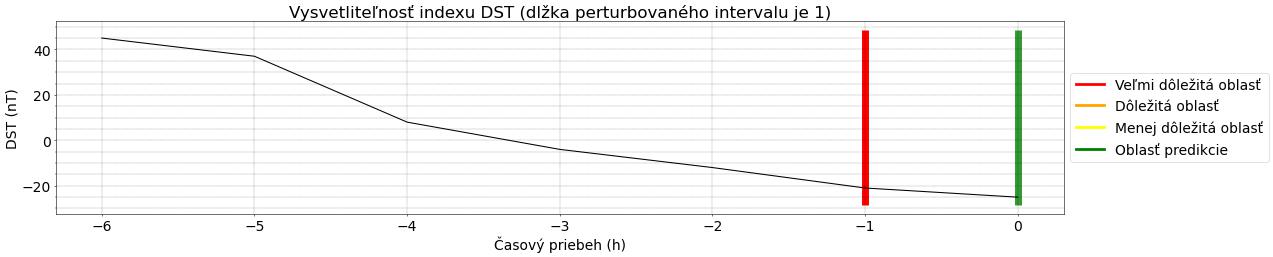 Vysvetliteľnosť indexu DST (dĺžka perturbovaného intervalu je 1)
DST (nT)
40
20
0
−20
−6 −5 −4 −3 −2 −1 0
Časový priebeh (h)
Veľmi dôležitá oblasť
Dôležitá oblasť
Menej dôležitá oblasť
Oblasť predikcie